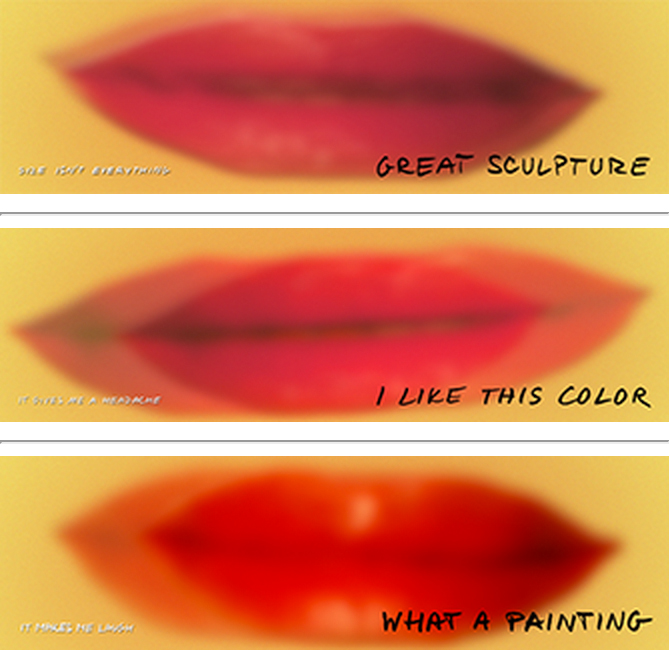 SIZE ISN'T EVERYTHING
GREAT SCULPTURE
IT GIVES ME A HEADACHE
I LIKE THIS COLOR
IT MAKES ME LAUGH
WHAT A PAINTING